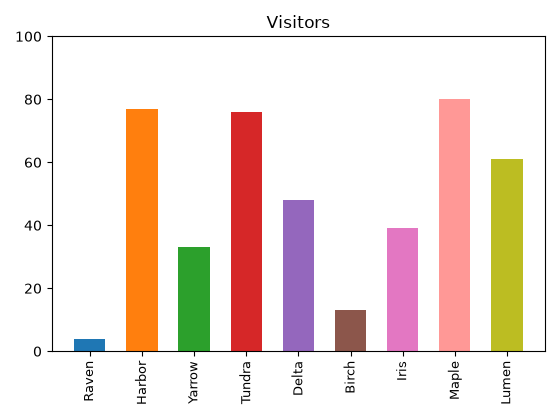 Visitors
100
80
60
40
20
0
Raven
Harbor
Yarrow
Tundra
Delta
Birch
Iris
Maple
Lumen